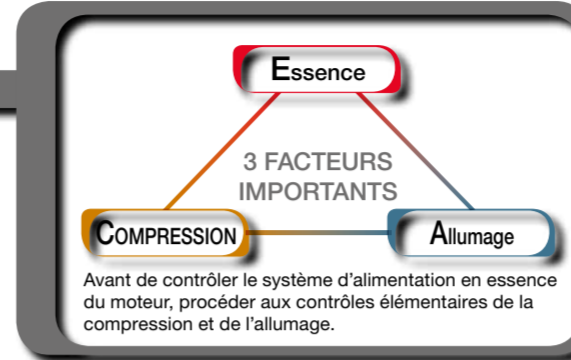 Essence
3 FACTEURS
IMPORTANTS
COMPRESSION
Allumage
Avant de contrôler le système d’alimentation en essence
du moteur, procéder aux contrôles élémentaires de la
compression et de l’allumage.